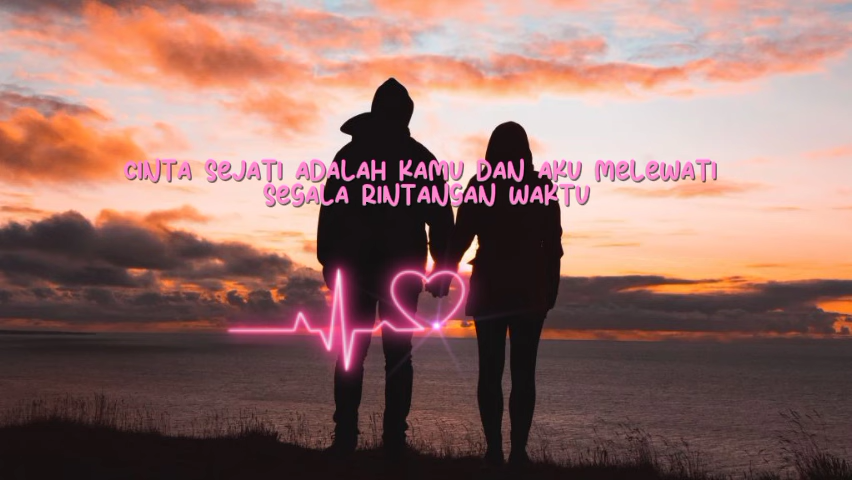 CINTA SEJATI ADALAH KAMU DAN AKU MELEWATI
SEGALA RINTANGAN WAKTU